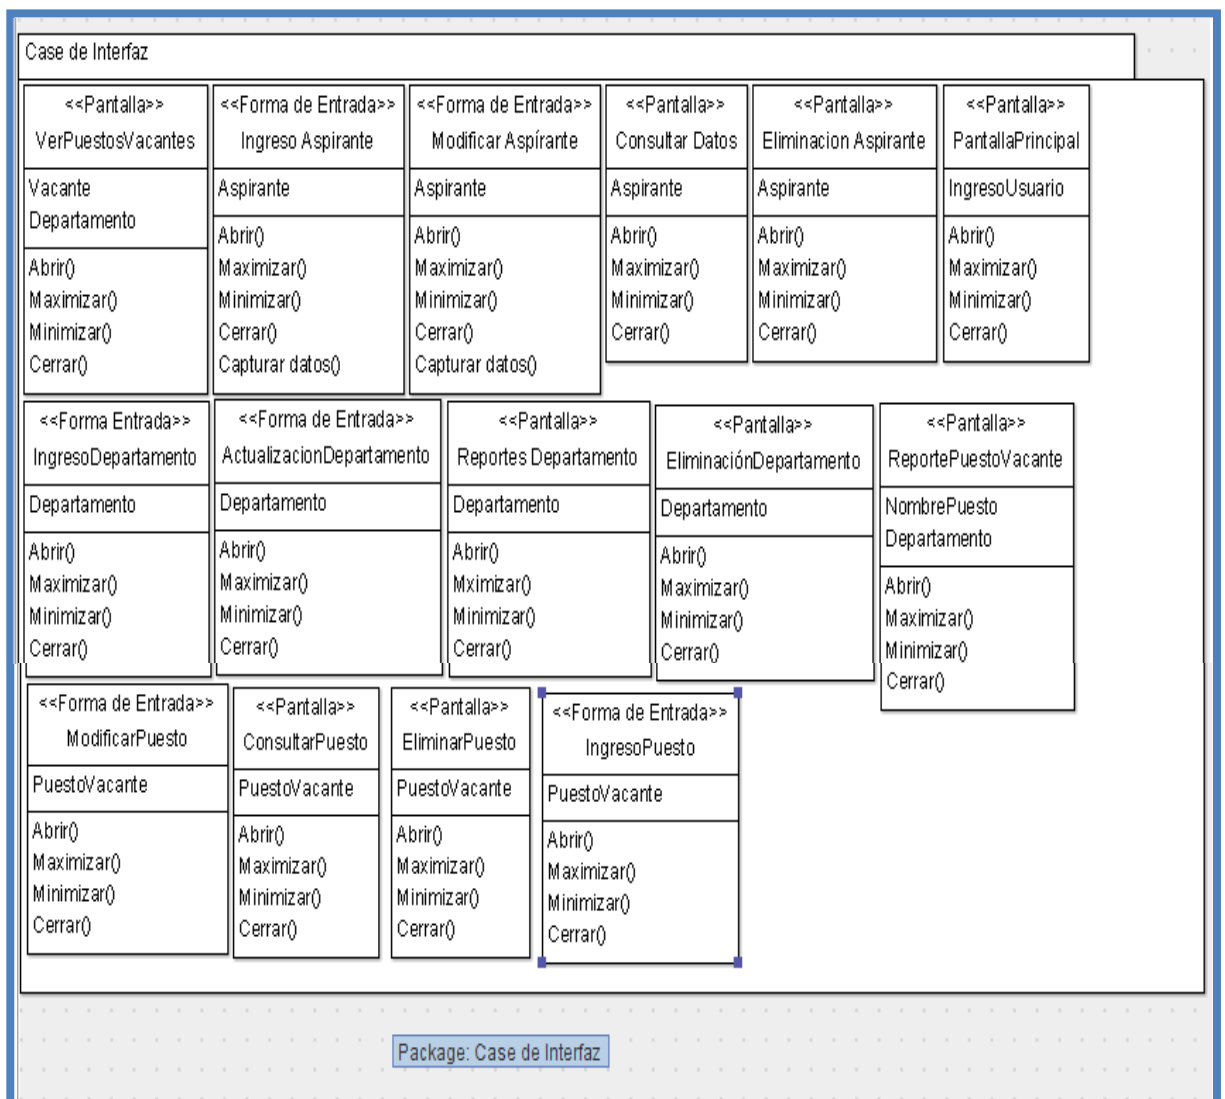 Case de Interfaz
<<Pantalla>>
VerPuestosVacantes
Vacante
Departamento
Abrir()
Maximizar()
Minimizar()
Cerrar()
<<Forma de Entrada>>
Ingreso Aspirante
Aspirante
Abrir()
Maximizar()
Minimizar()
Cerrar()
Capturar datos()
<<Forma de Entrada>>
Modificar Aspírante
Aspirante
Abrir()
Maximizar()
Minimizar()
Cerrar()
Capturar datos()
<<Pantalla>>
Consultar Datos
Aspirante
Abrir()
Maximizar()
Minimizar()
Cerrar()
<<Pantalla>>
Eliminacion Aspirante
Aspirante
Abrir()
Maximizar()
Minimizar()
Cerrar()
<<Pantalla>>
PantallaPrincipal
IngresoUsuario
Abrir()
Maximizar()
Minimizar()
Cerrar()
<<Forma Entrada>>
IngresoDepartamento
Departamento
Abrir()
Maximizar()
Minimizar()
Cerrar()
<<Forma de Entrada>>
ActualizacionDepartamento
Departamento
Abrir()
Maximizar()
Minimizar()
Cerrar()
<<Pantalla>>
Reportes Departamento
Departamento
Abrir()
Mximizar()
Minimizar()
Cerrar()
<<Pantalla>>
EliminaciónDepartamento
Departamento
Abrir()
Maximizar()
Minimizar()
Cerrar()
<<Pantalla>>
ReportePuestoVacante
NombrePuesto
Departamento
Abrir()
Maximizar()
Minimizar()
Cerrar()
<<Forma de Entrada>>
ModificarPuesto
PuestoVacante
Abrir()
Maximizar()
Minimizar()
Cerrar()
<<Pantalla>>
ConsultarPuesto
PuestoVacante
Abrir()
Maximizar()
Minimizar()
Cerrar()
<<Pantalla>>
EliminarPuesto
PuestoVacante
Abrir()
Maximizar()
Minimizar()
Cerrar()
<<Forma de Entrada>>
IngresoPuesto
PuestoVacante
Abrir()
Maximizar()
Minimizar()
Cerrar()
Package: Case de Interfaz